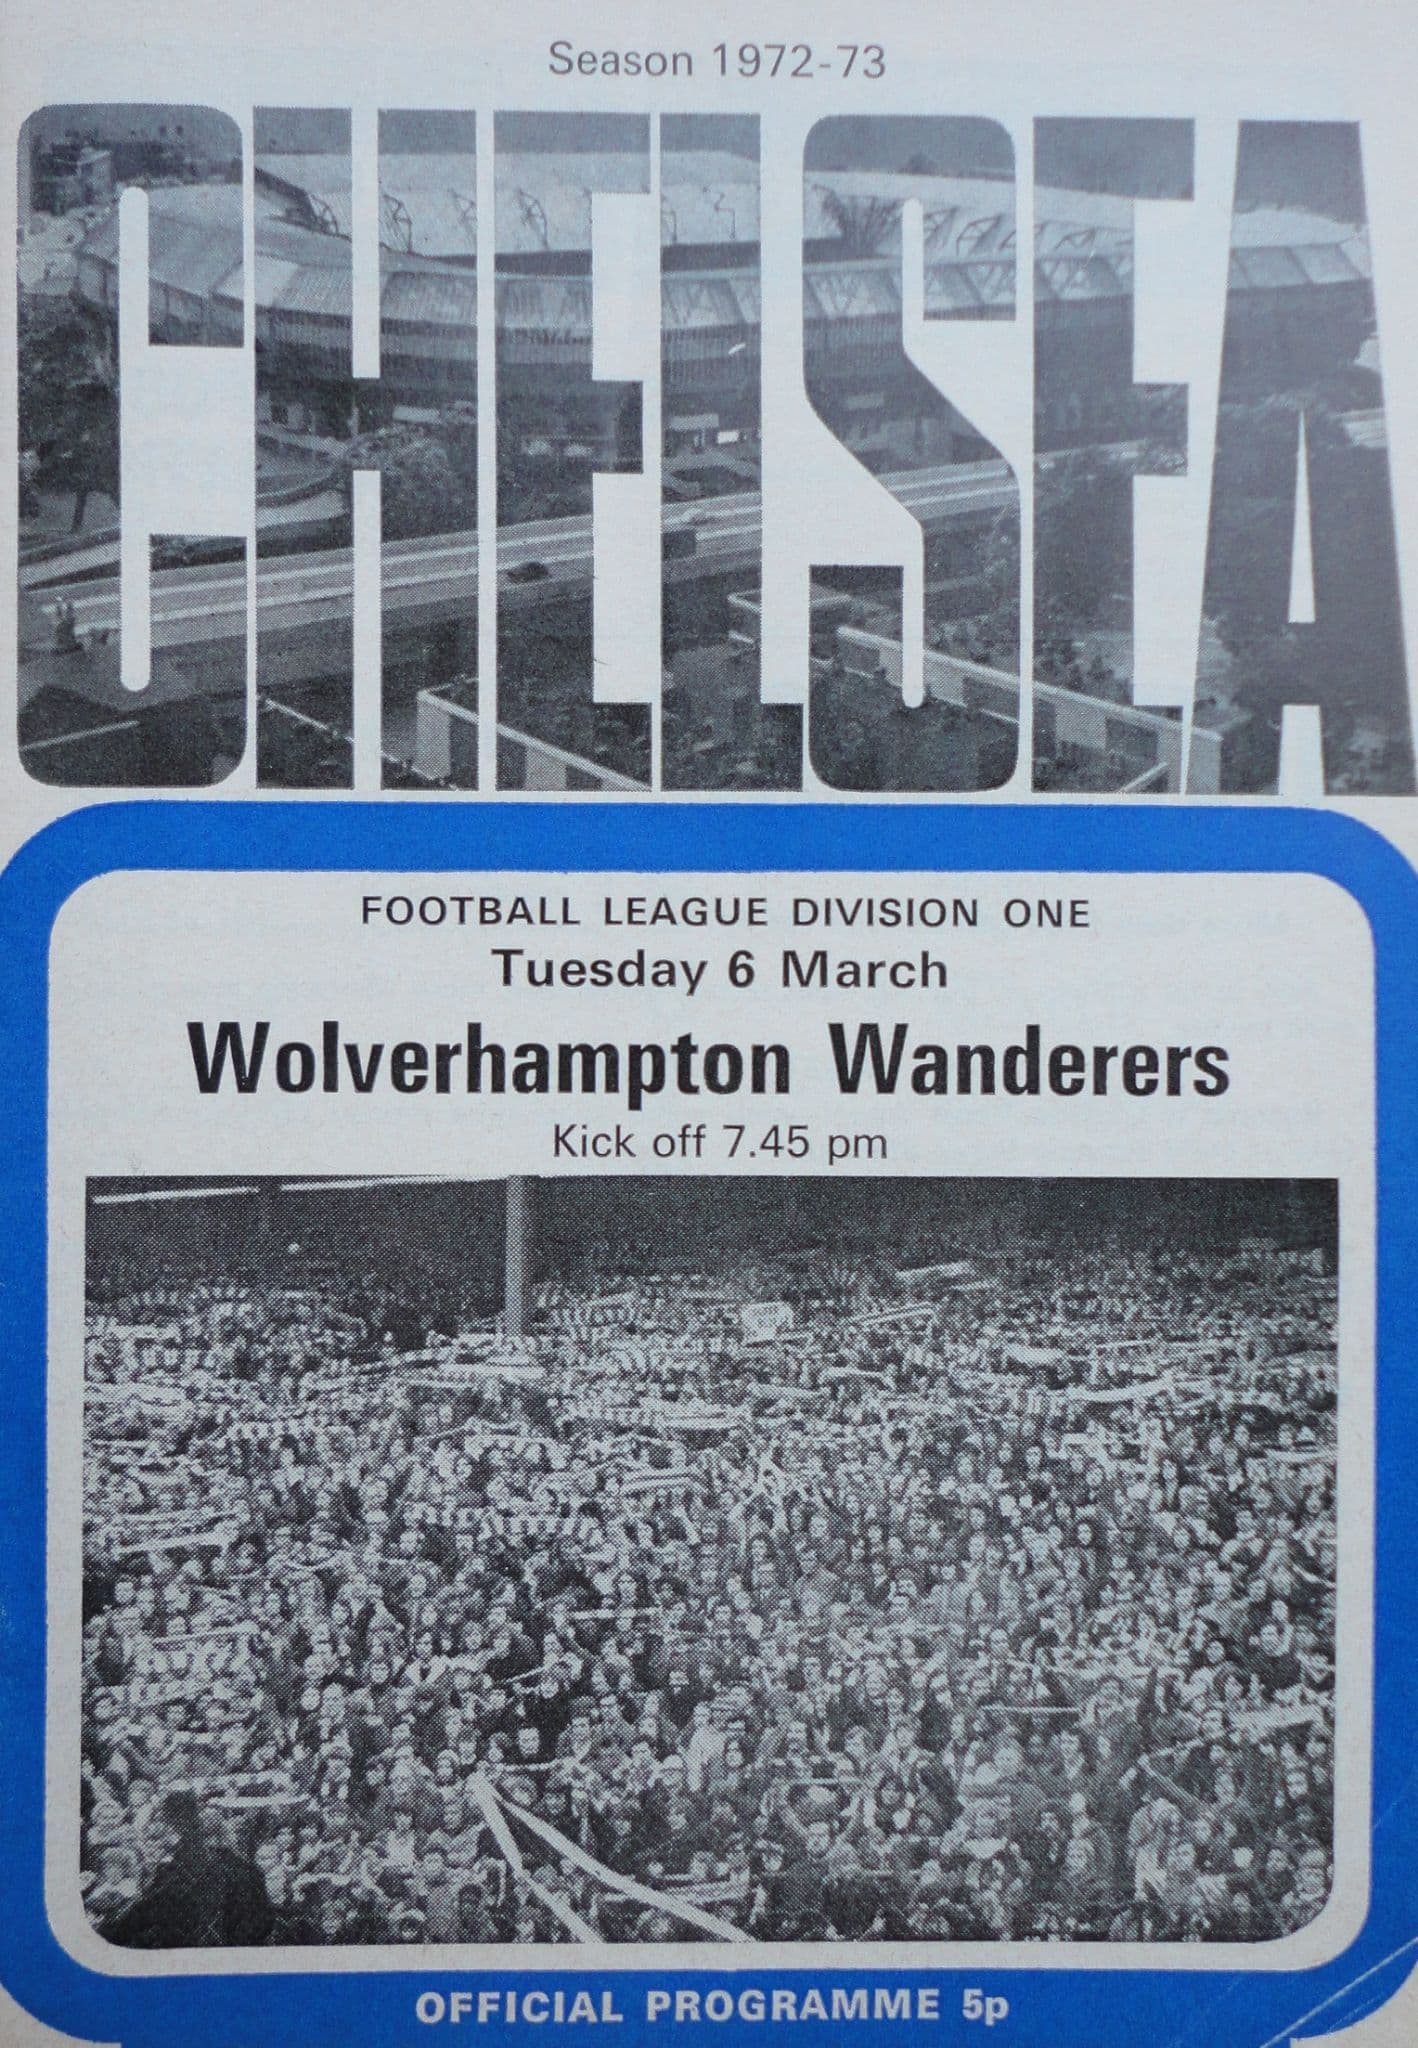 Season 1972-73
CHELSEA
FOOTBALL LEAGUE DIVISION ONE
Tuesday 6 March
Wolverhampton Wanderers
Kick off 7.45 pm
OFFICIAL PROGRAMME 5p